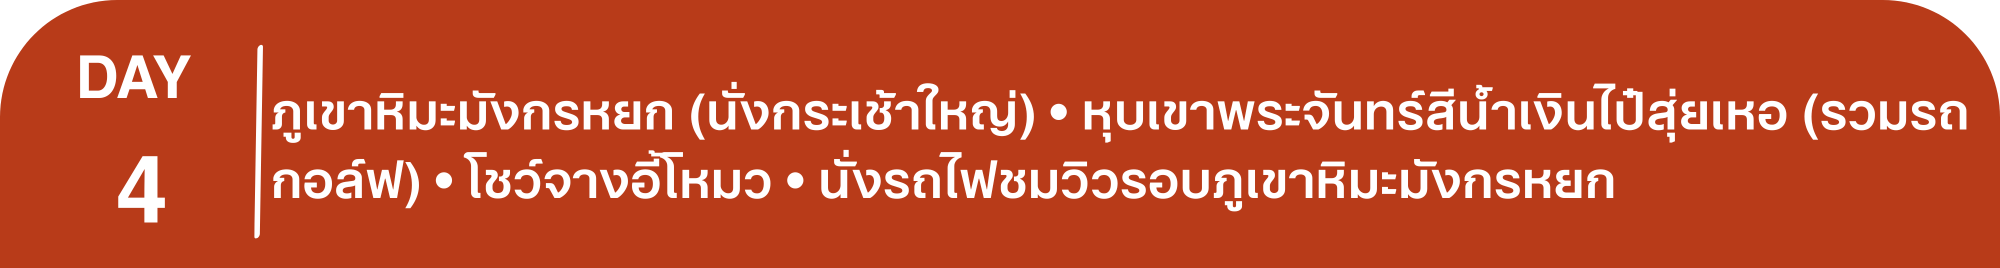 DAY
4
ภูเขาหิมะมังกรหยก (นั่งกระเช้าใหญ่) • หุบเขาพระจันทร์สีน้ำเงินไป๋สุ่ยเหอ (รวมรถ
กอล์ฟ) • โชว์จางอี้โหมว • นั่งรถไฟชมวิวรอบภูเขาหิมะมังกรหยก